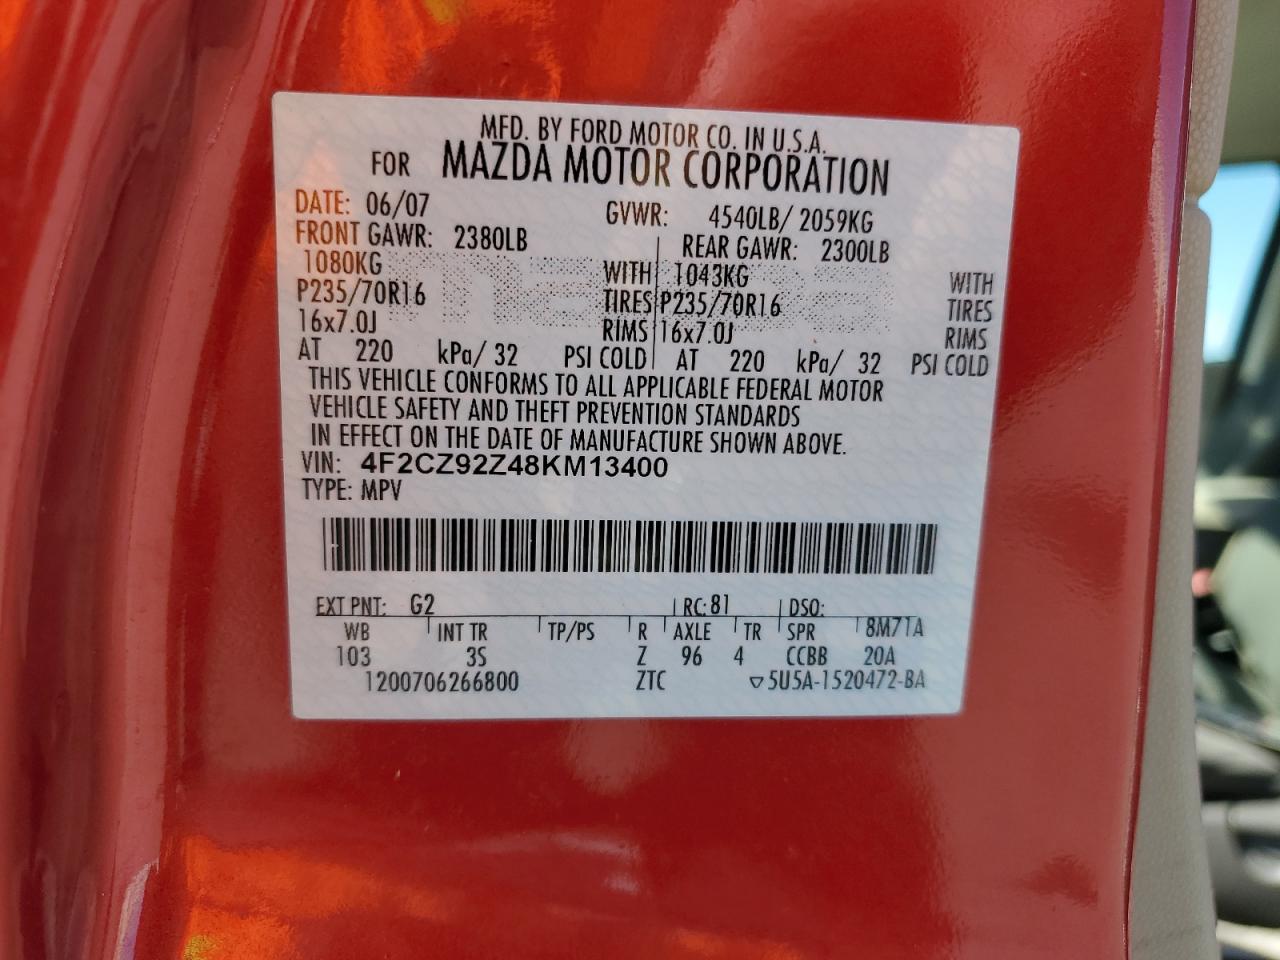 MFD. BY FORD MOTOR CO. IN U.S.A.
FOR MAZDA MOTOR CORPORATION
DATE: 06/07 GVWR: 4540LB/ 2059KG
FRONT GAWR: 2380LB REAR GAWR: 2300LB
1080KG WITH 1043KG WITH
P235/70R16 TIRES P235/70R16 TIRES
16x7.0J RIMS 16x7.0J RIMS
AT 220 kPa/ 32 PSI COLD AT 220 kPa/ 32 PSI COLD
THIS VEHICLE CONFORMS TO ALL APPLICABLE FEDERAL MOTOR
VEHICLE SAFETY AND THEFT PREVENTION STANDARDS
IN EFFECT ON THE DATE OF MANUFACTURE SHOWN ABOVE.
VIN: 4F2CZ92Z48KM13400
TYPE: MPV
EXT PNT: G2 RC: 81 DSO:
WB INT TR TP/PS R AXLE TR SPR 8M71A
103 3S Z 96 4 CCBB 20A
1200706266800 ZTC ▽5U5A-1520472-BA